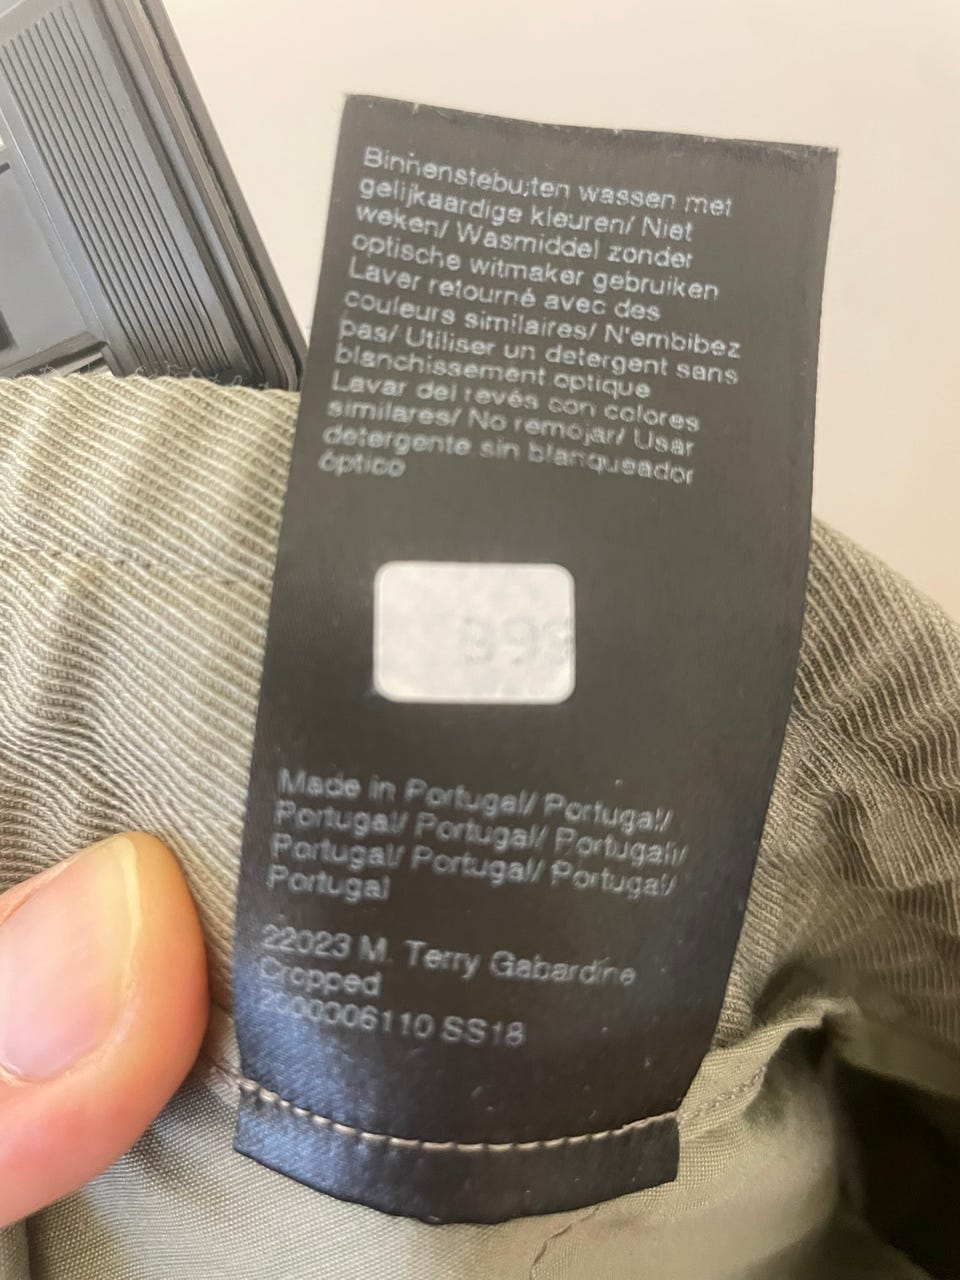 Binnenstebuiten wassen met
gelijkaardige kleuren/ Niet
weken/ Wasmiddel zonder
optische witmaker gebruiken
Laver retourné avec des
couleurs similaires/ N'embibez
pas/ Utiliser un detergent sans
blanchissement optique
Lavar del revés con colores
similares/ No remojar/ Usar
detergente sin blanqueador
óptico
Made in Portugal/ Portugal/
Portugal/ Portugal/ Portugali/
Portugal/ Portugal/ Portugal/
Portugal
22023 M. Terry Gabardine
Cropped
SS18